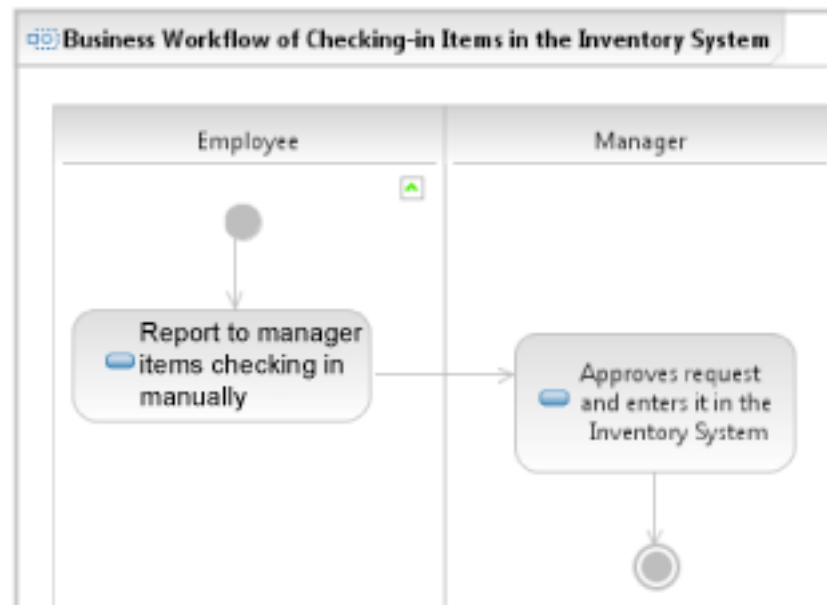 Business Workflow of Checking-in Items in the Inventory System
Employee
Manager
Report to manager
items checking in
manually
Approves request
and enters it in the
Inventory System